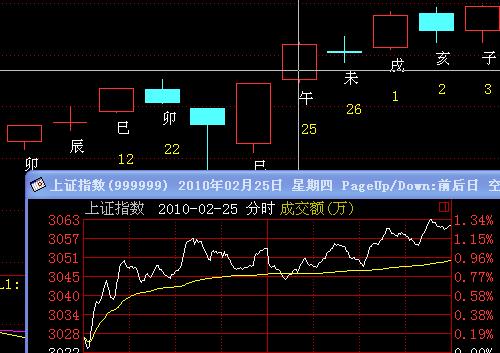 子
3
亥
2
戌
1
未
26
午
25
卯
22
巳
12
辰
卯
巳
上证指数(999999) 2010年02月25日 星期四 PageUp/Down:前后日 空
上证指数 2010-02-25 分时 成交额(万)
3063 1.34%
3057 1.15%
3051 0.96%
3045 0.77%
3040 0.58%
3034 0.38%
3028 0.19%
L1: